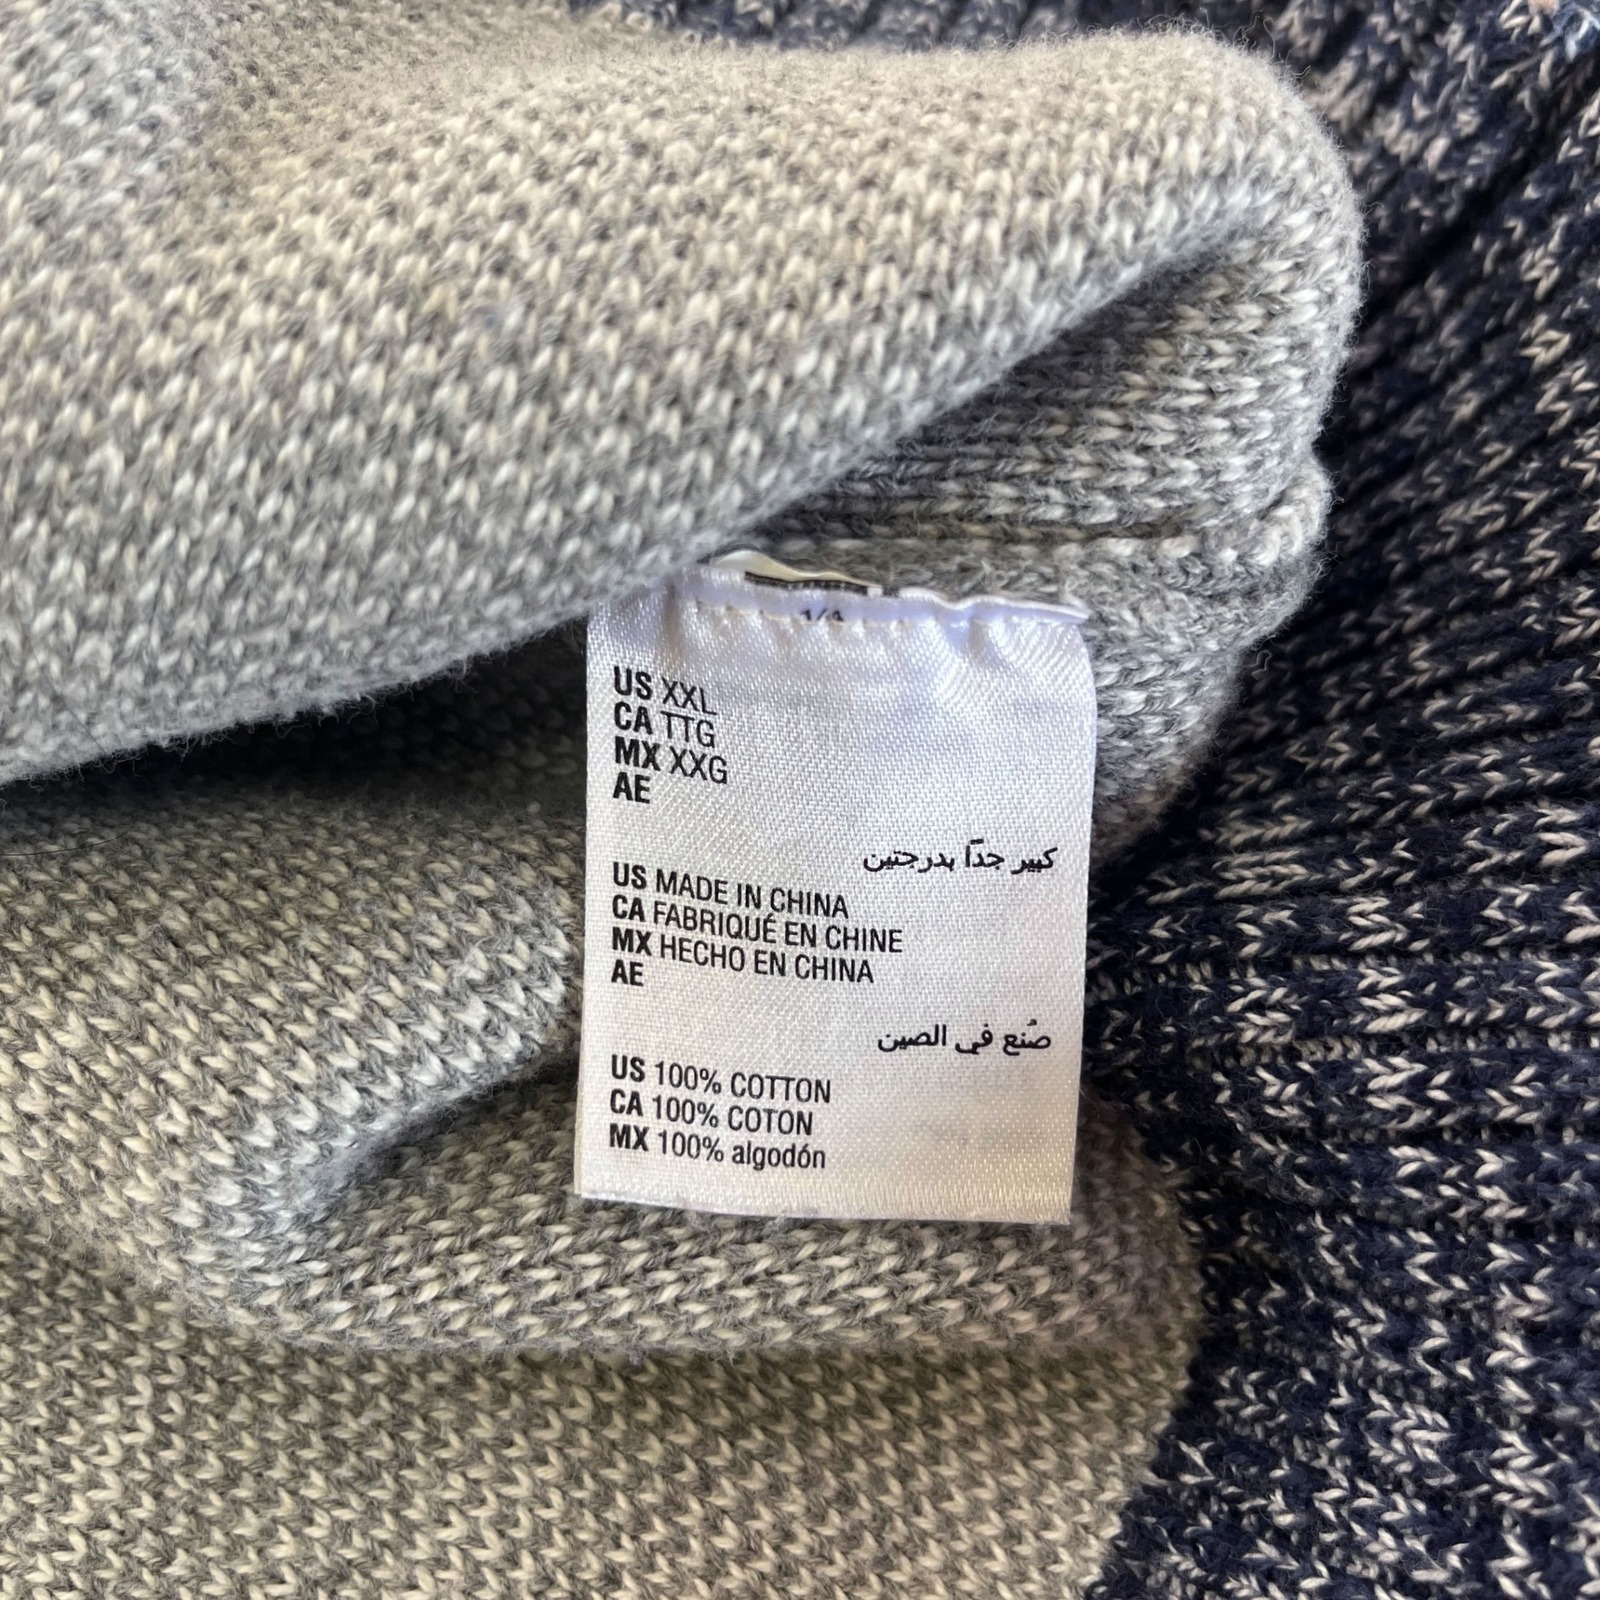 US XXL
CA TTG
MX XXG
AE
كبير جدًا بدرجتين
US MADE IN CHINA
CA FABRIQUÉ EN CHINE
MX HECHO EN CHINA
AE
صُنع في الصين
US 100% COTTON
CA 100% COTON
MX 100% algodón